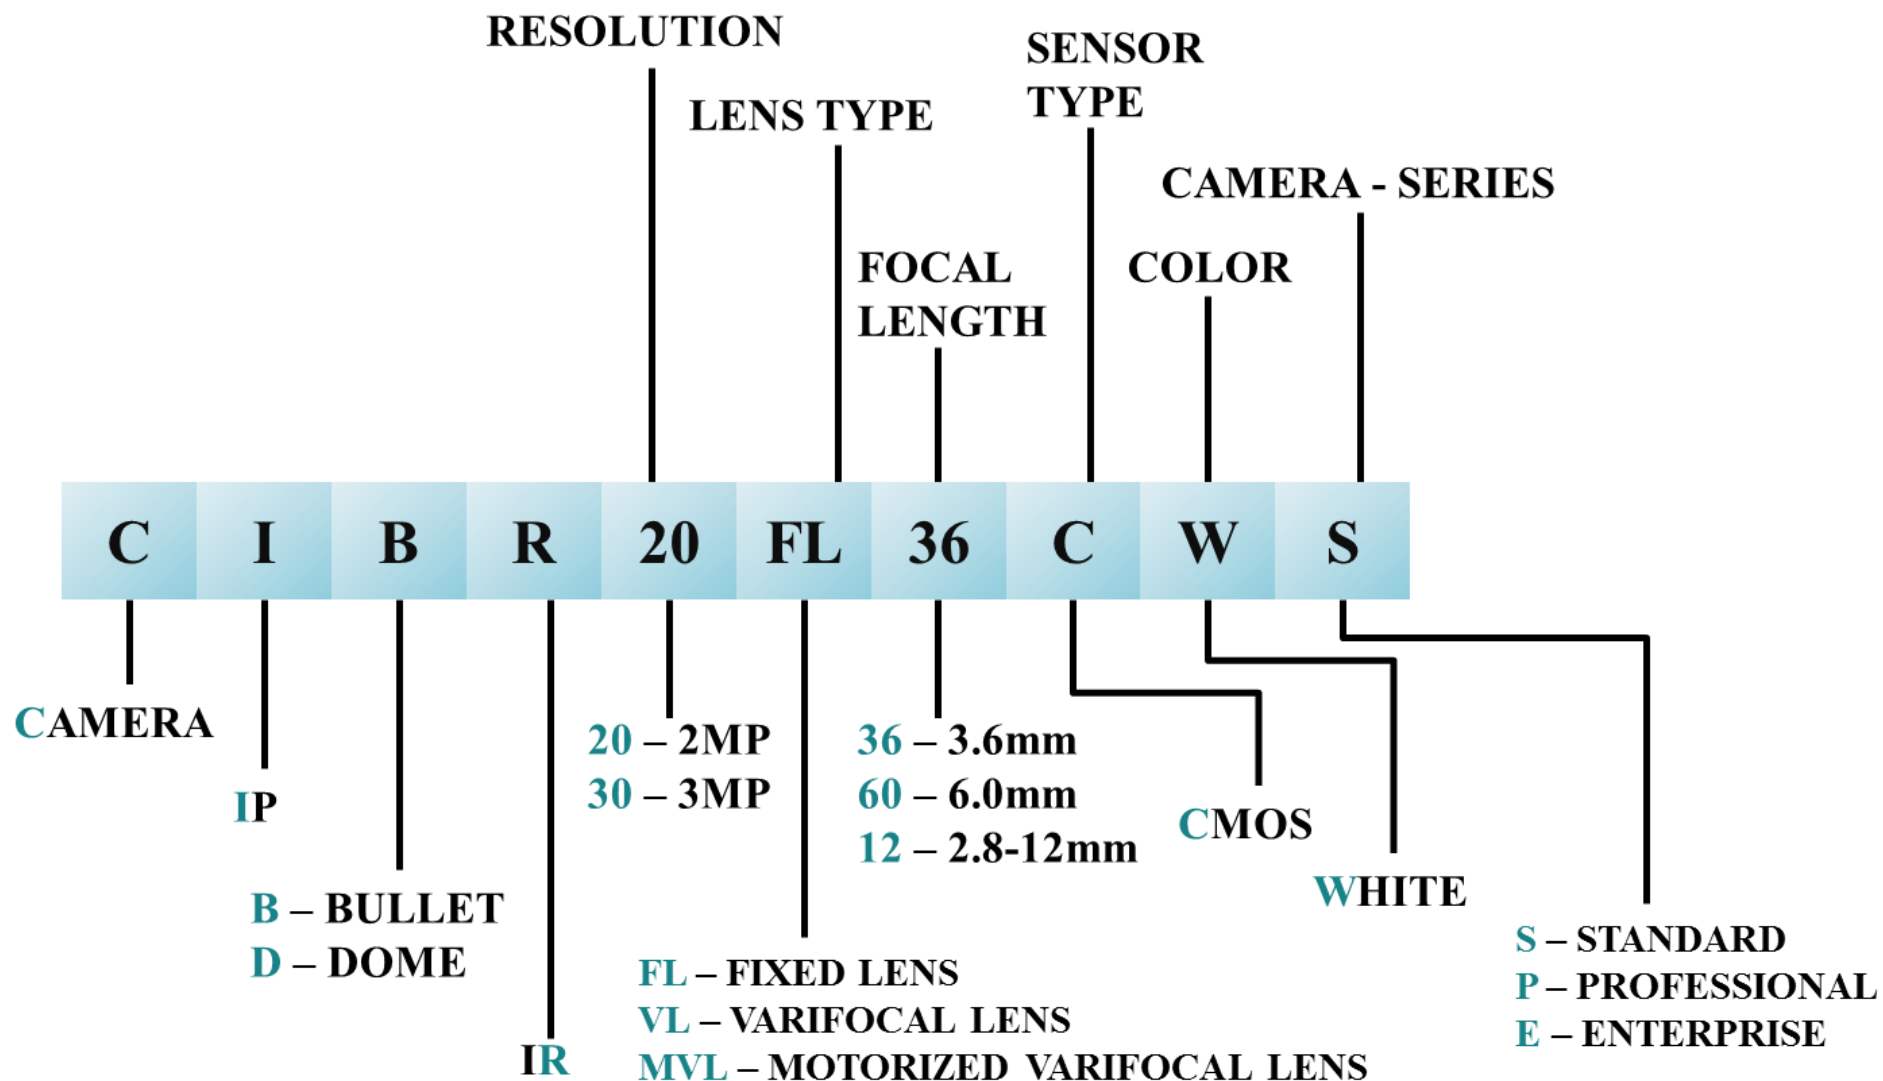 RESOLUTION
SENSOR
TYPE
LENS TYPE
CAMERA - SERIES
FOCAL
LENGTH
COLOR
C I B R 20 FL 36 C W S
CAMERA
IP
B – BULLET
D – DOME
IR
20 – 2MP
30 – 3MP
FL – FIXED LENS
VL – VARIFOCAL LENS
MVL – MOTORIZED VARIFOCAL LENS
36 – 3.6mm
60 – 6.0mm
12 – 2.8-12mm
CMOS
WHITE
S – STANDARD
P – PROFESSIONAL
E – ENTERPRISE